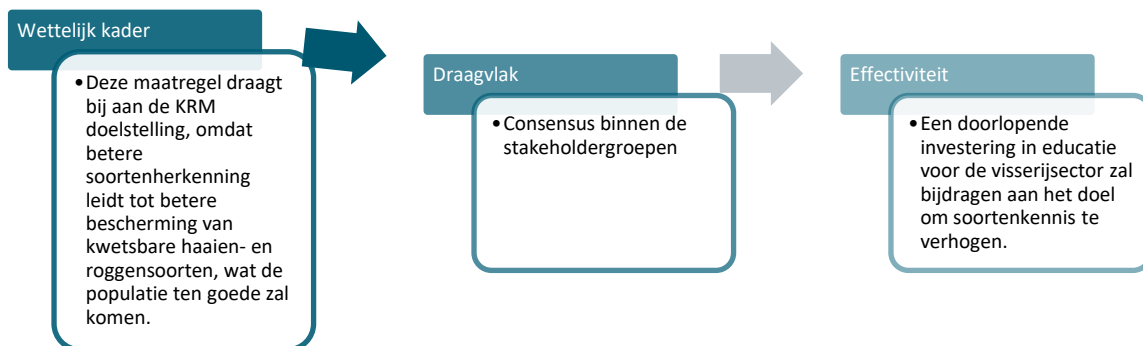 Wettelijk kader
•Deze maatregel draagt
bij aan de KRM
doelstelling, omdat
betere
soortenherkenning
leidt tot betere
bescherming van
kwetsbare haaien- en
roggensoorten, wat de
populatie ten goede zal
komen.
Draagvlak
•Consensus binnen de
stakeholdergroepen
Effectiviteit
•Een doorlopende
investering in educatie
voor de visserijsector zal
bijdragen aan het doel
om soortenkennis te
verhogen.